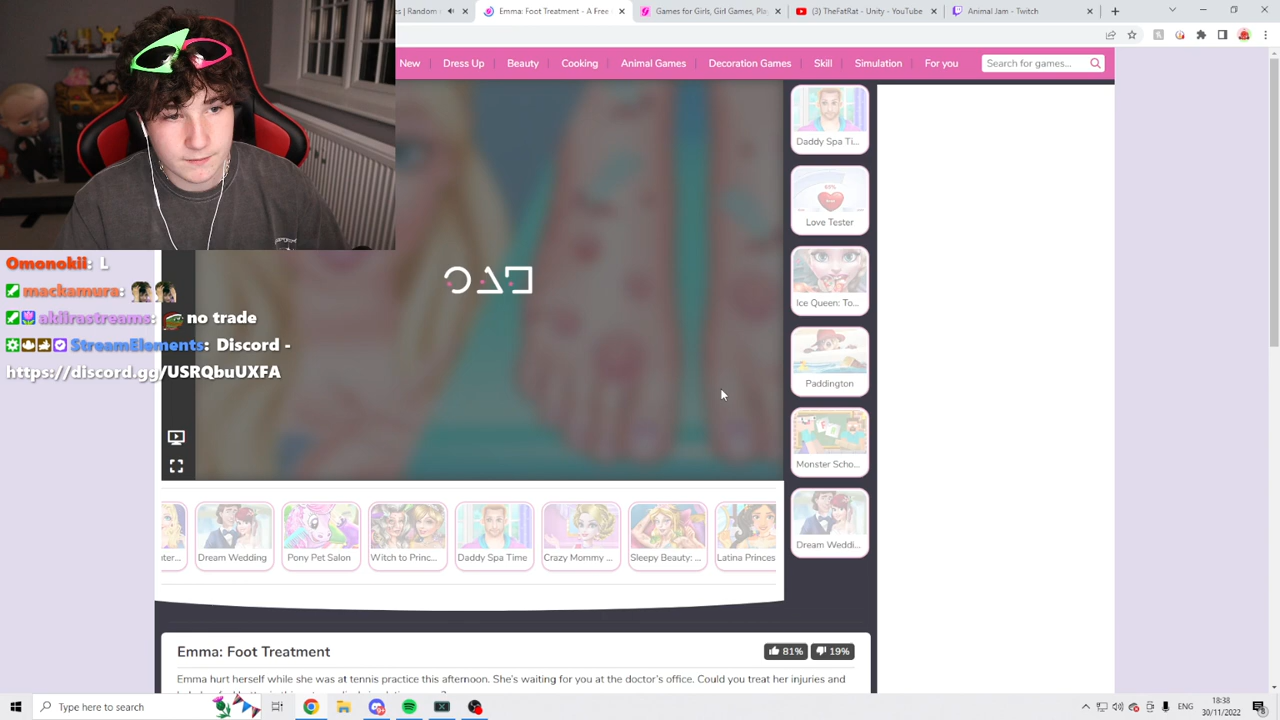 | Random
Emma: Foot Treatment - A Free
Games for Girls, Girl Games, Play
(3) TheFatRat - Unity - YouTube
Animal Jam - Twitch
New
Dress Up
Beauty
Cooking
Animal Games
Decoration Games
Skill
Simulation
For you
Search for games...
Daddy Spa Ti...
Love Tester
Ice Queen: To...
Paddington
Monster Scho...
Dream Weddi...
Omonokii: L
mackamura:
akiirastreams: no trade
StreamElements: Discord -
https://discord.gg/USRQbuUXFA
Dream Wedding
Pony Pet Salon
Witch to Princ...
Daddy Spa Time
Crazy Mommy ...
Sleepy Beauty: ...
Latina Princes
Emma: Foot Treatment
81%
19%
Emma hurt herself while she was at tennis practice this afternoon. She's waiting for you at the doctor's office. Could you treat her injuries and
Type here to search
ENG
18:38
30/11/2022